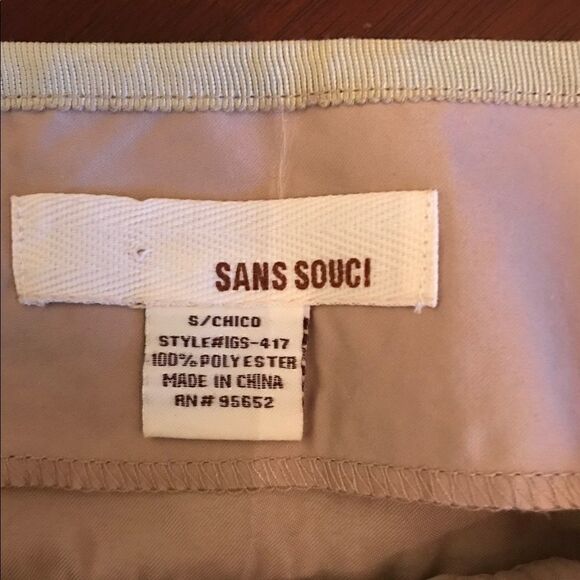 SANS SOUCI
S/CHICO
STYLE#IGS-417
100% POLYESTER
MADE IN CHINA
RN# 95652